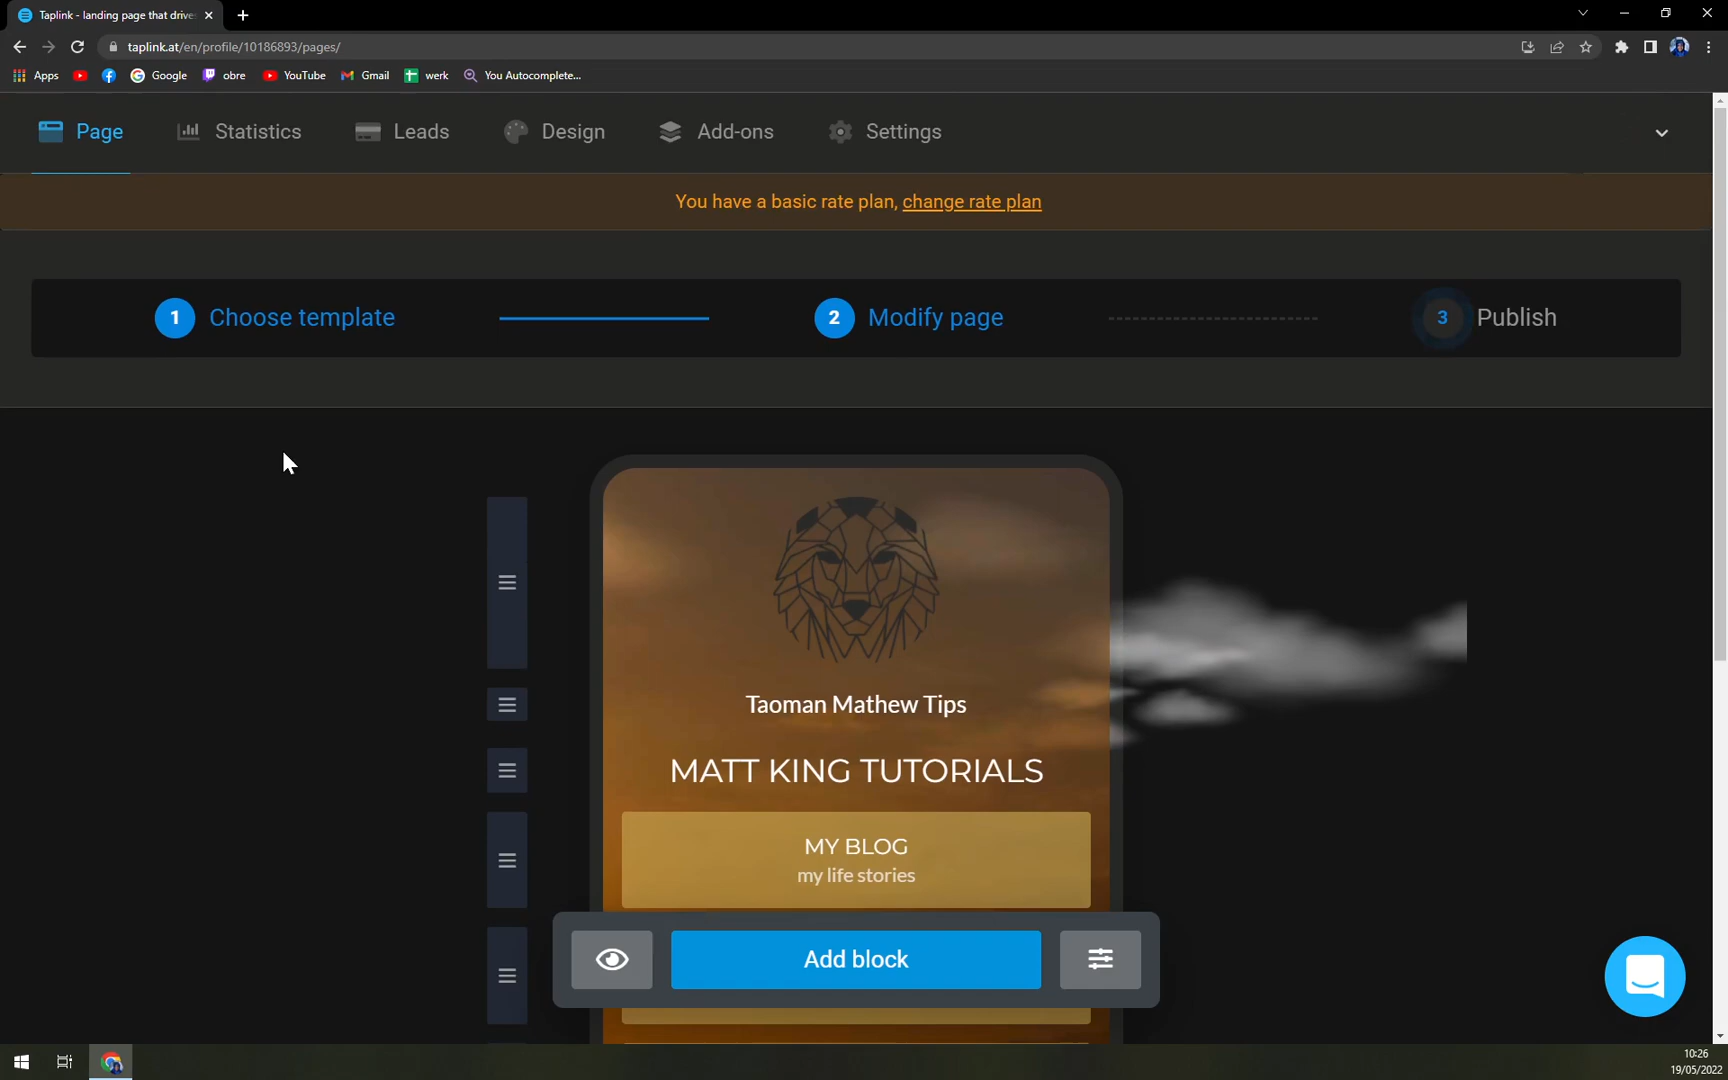 Taplink - landing page that drives
taplink.at/en/profile/10186893/pages/
Apps Google obre YouTube Gmail werk You Autocomplete...
Page Statistics Leads Design Add-ons Settings
You have a basic rate plan, change rate plan
1 Choose template 2 Modify page 3 Publish
Taoman Mathew Tips
MATT KING TUTORIALS
MY BLOG
my life stories
Add block
10:26
19/05/2022